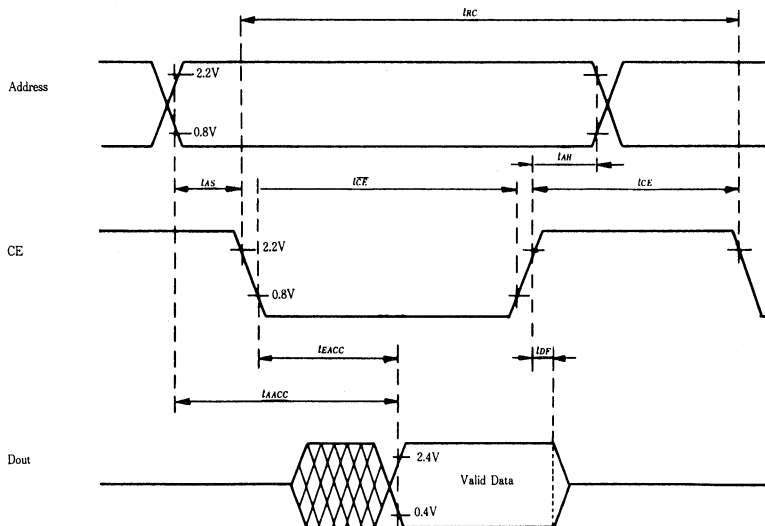 tRC
Address
2.2V
0.8V
tAH
tAS
tCE
tCE
CE
2.2V
0.8V
tEACC
tDF
tAACC
Dout
2.4V
Valid Data
0.4V